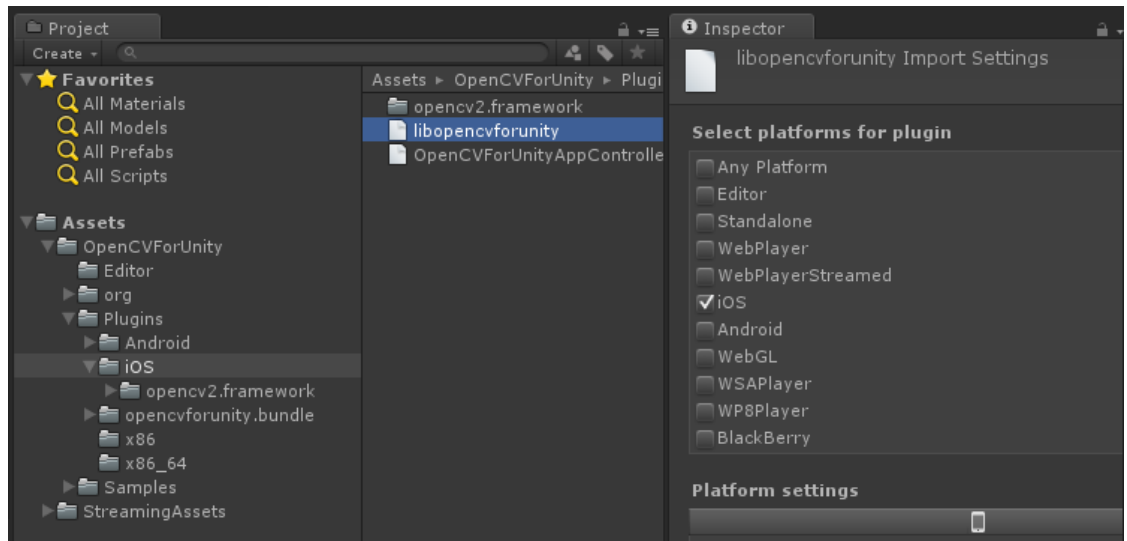 Project
Create
Favorites
All Materials
All Models
All Prefabs
All Scripts
Assets
OpenCVForUnity
Editor
org
Plugins
Android
iOS
opencv2.framework
opencvforunity.bundle
x86
x86_64
Samples
StreamingAssets
Assets ▸ OpenCVForUnity ▸ Plugi
opencv2.framework
libopencvforunity
OpenCVForUnityAppControlle
Inspector
libopencvforunity Import Settings
Select platforms for plugin
Any Platform
Editor
Standalone
WebPlayer
WebPlayerStreamed
iOS
Android
WebGL
WSAPlayer
WP8Player
BlackBerry
Platform settings